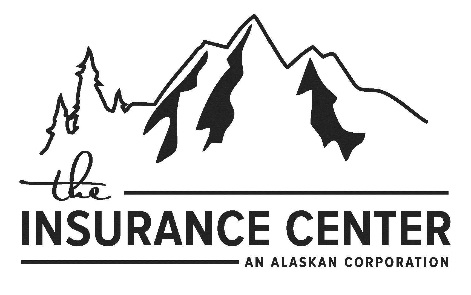 the
INSURANCE CENTER
AN ALASKAN CORPORATION